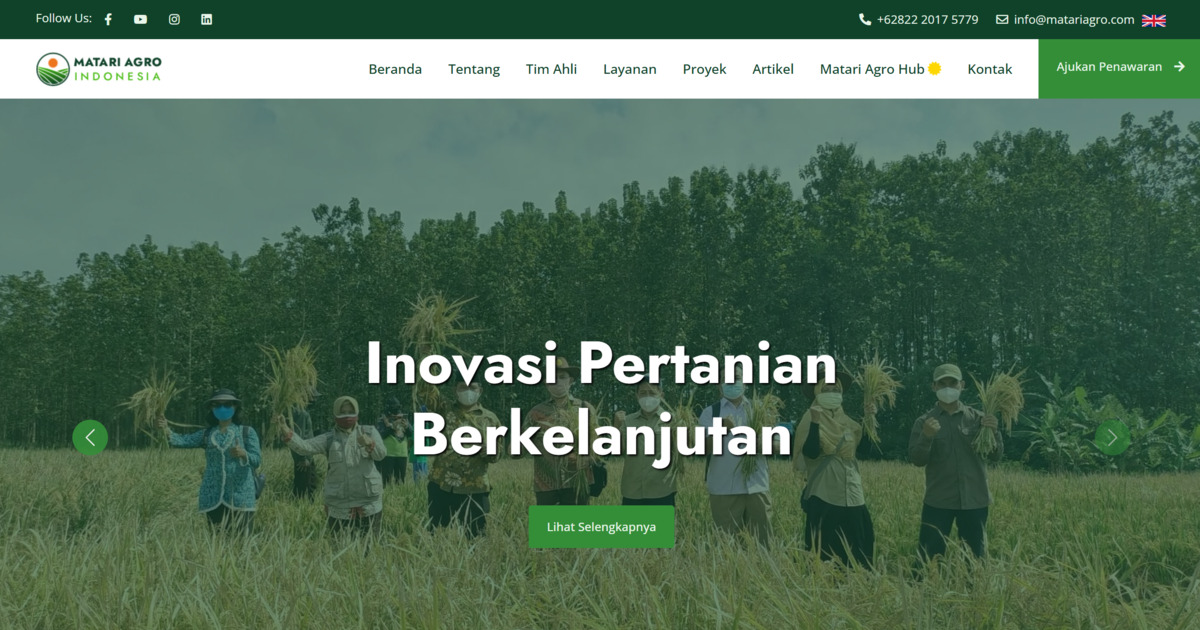 Follow Us:
+62822 2017 5779
info@matariagro.com
MATARI AGRO
INDONESIA
Beranda
Tentang
Tim Ahli
Layanan
Proyek
Artikel
Matari Agro Hub
Kontak
Ajukan Penawaran
Inovasi Pertanian
Berkelanjutan
Lihat Selengkapnya